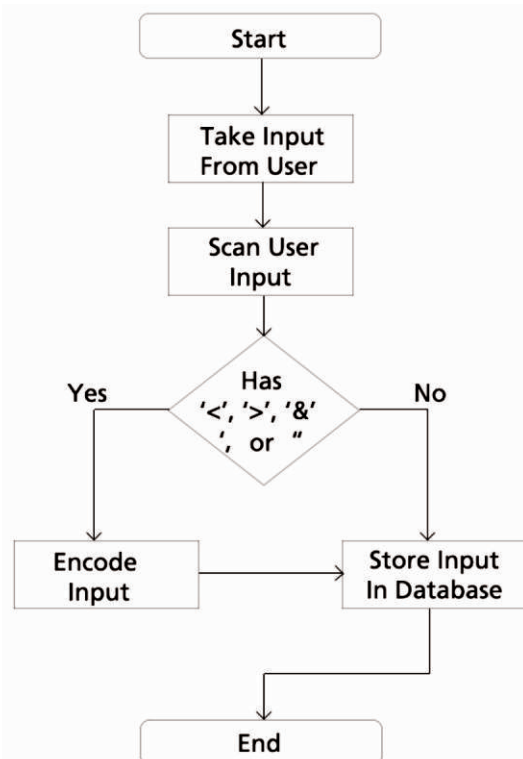 Start
Take Input
From User
Scan User
Input
Has
Yes
No
‘<’, ‘>’, ‘&’
‘, or “
Encode
Input
Store Input
In Database
End